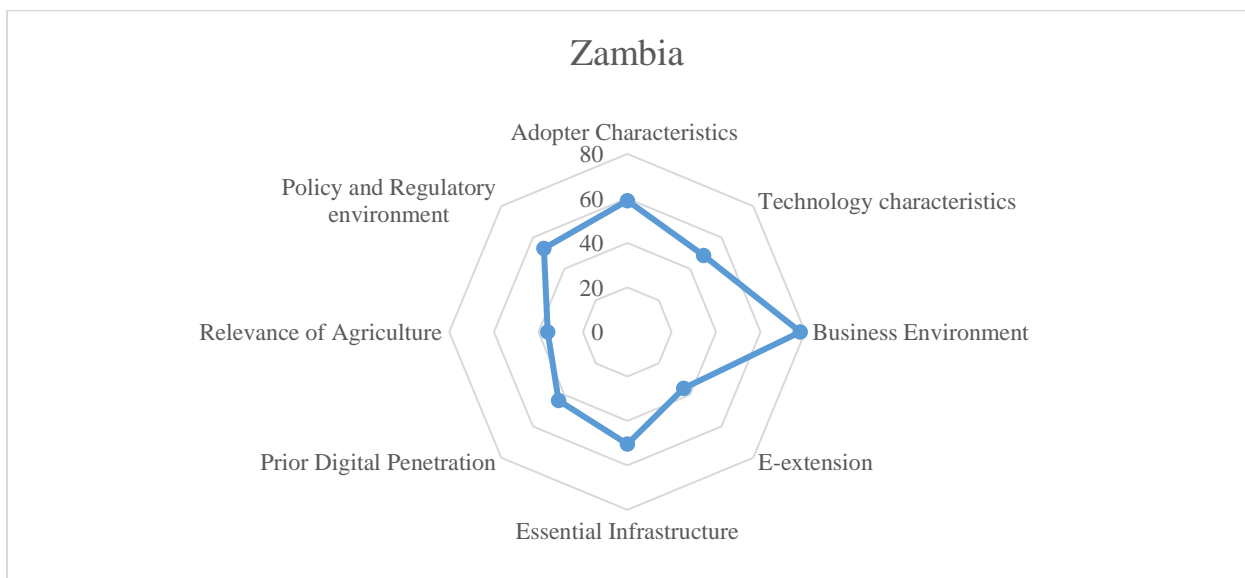 Zambia
Adopter Characteristics
80
Policy and Regulatory
environment
60
Technology characteristics
40
20
Relevance of Agriculture
0
Business Environment
Prior Digital Penetration
E-extension
Essential Infrastructure